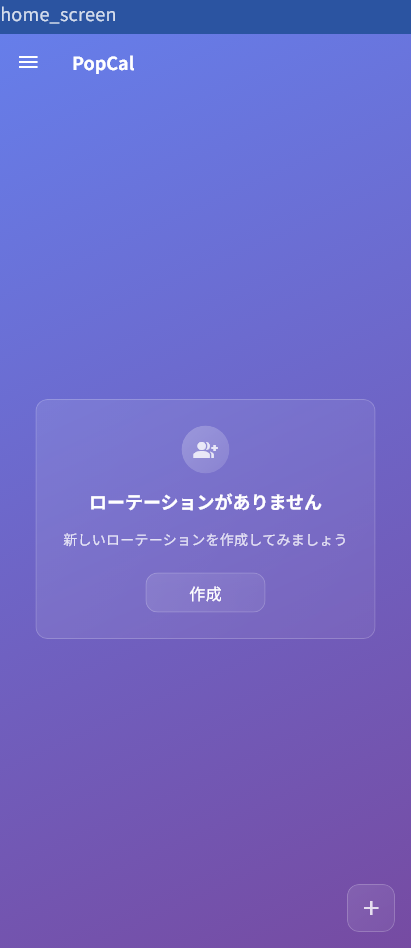 home_screen
PopCal
ローテーションがありません
新しいローテーションを作成してみましょう
作成